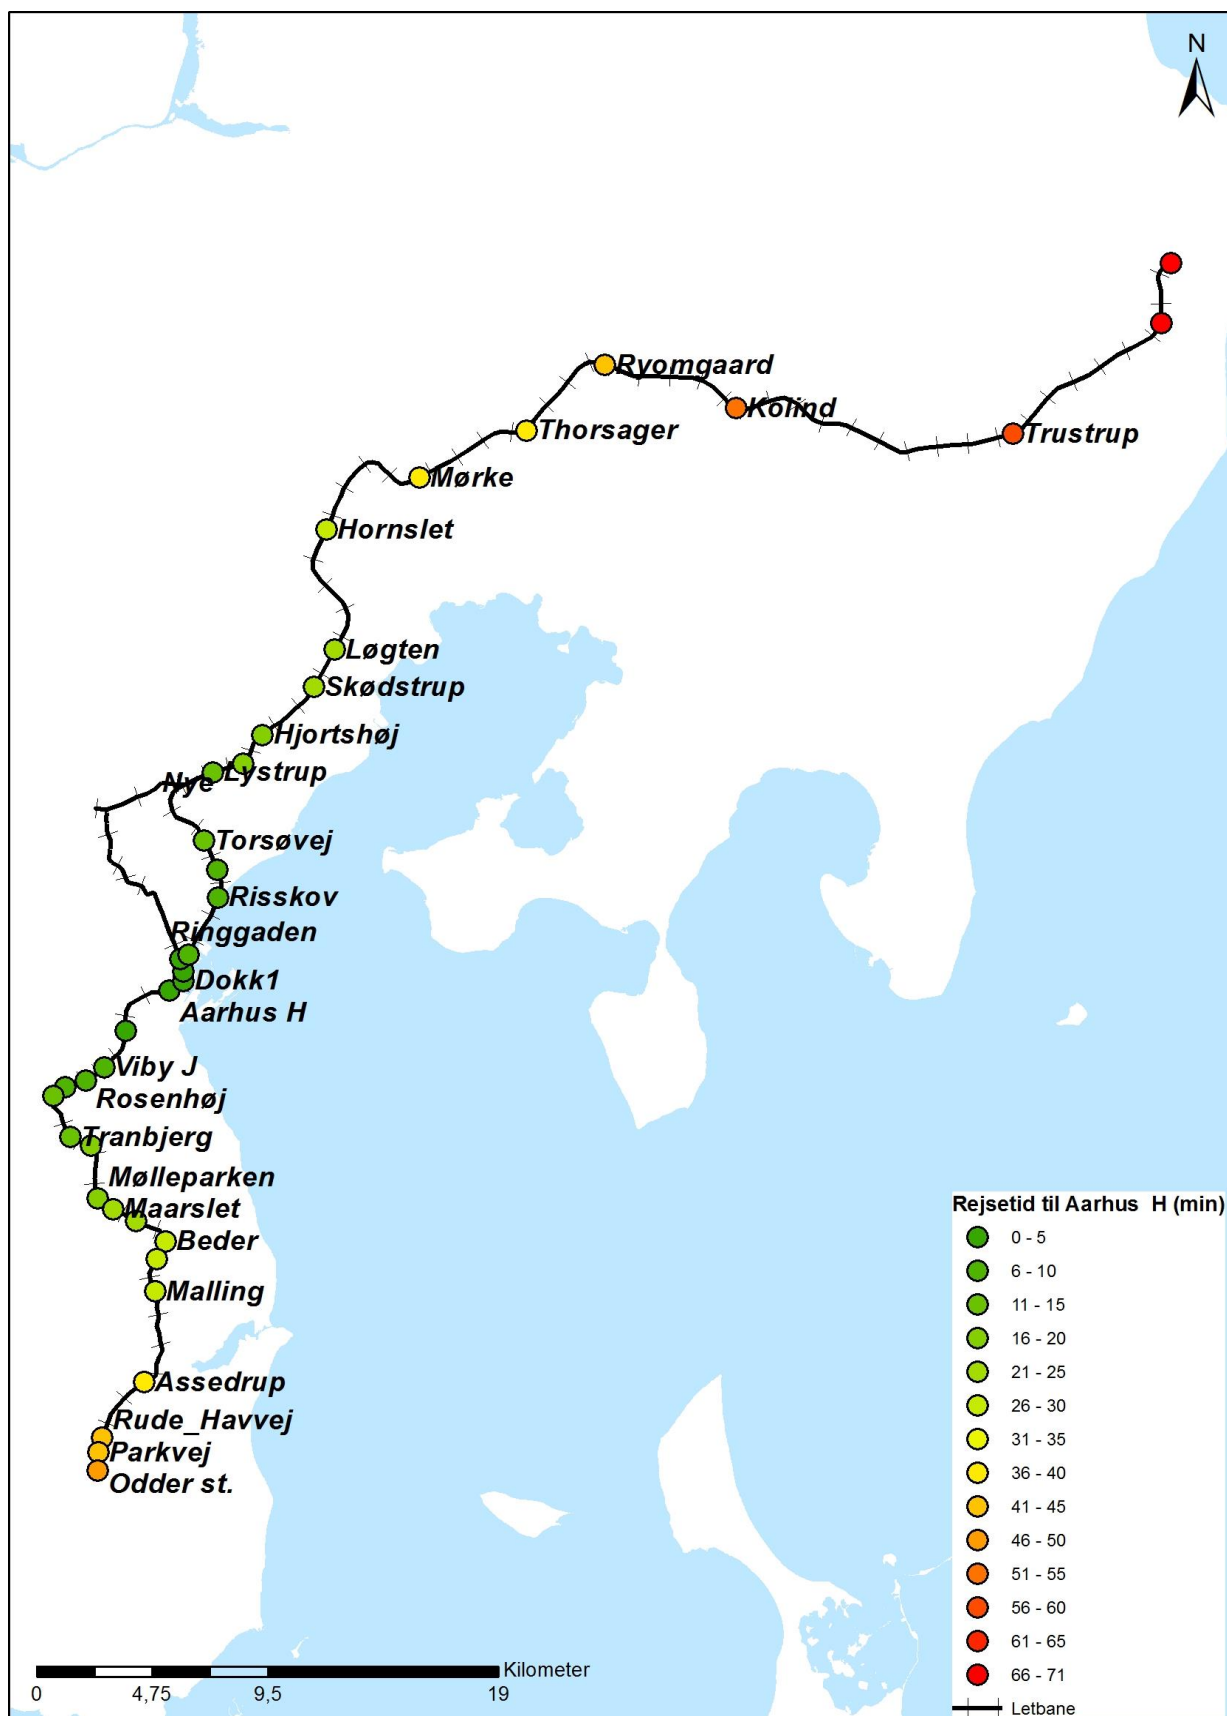 N
Ryomgaard
Kolind
Thorsager
Trustrup
Mørke
Hornslet
Løgten
Skødstrup
Hjortshøj
Lystrup
Nye
Torsøvej
Risskov
Ringgaden
Dokk1
Aarhus H
Viby J
Rosenhøj
Tranbjerg
Mølleparken
Maarslet
Beder
Malling
Assedrup
Rude_Havvej
Parkvej
Odder st.
Rejsetid til Aarhus H (min)
0 - 5
6 - 10
11 - 15
16 - 20
21 - 25
26 - 30
31 - 35
36 - 40
41 - 45
46 - 50
51 - 55
56 - 60
61 - 65
66 - 71
Letbane
Kilometer
0 4,75 9,5 19